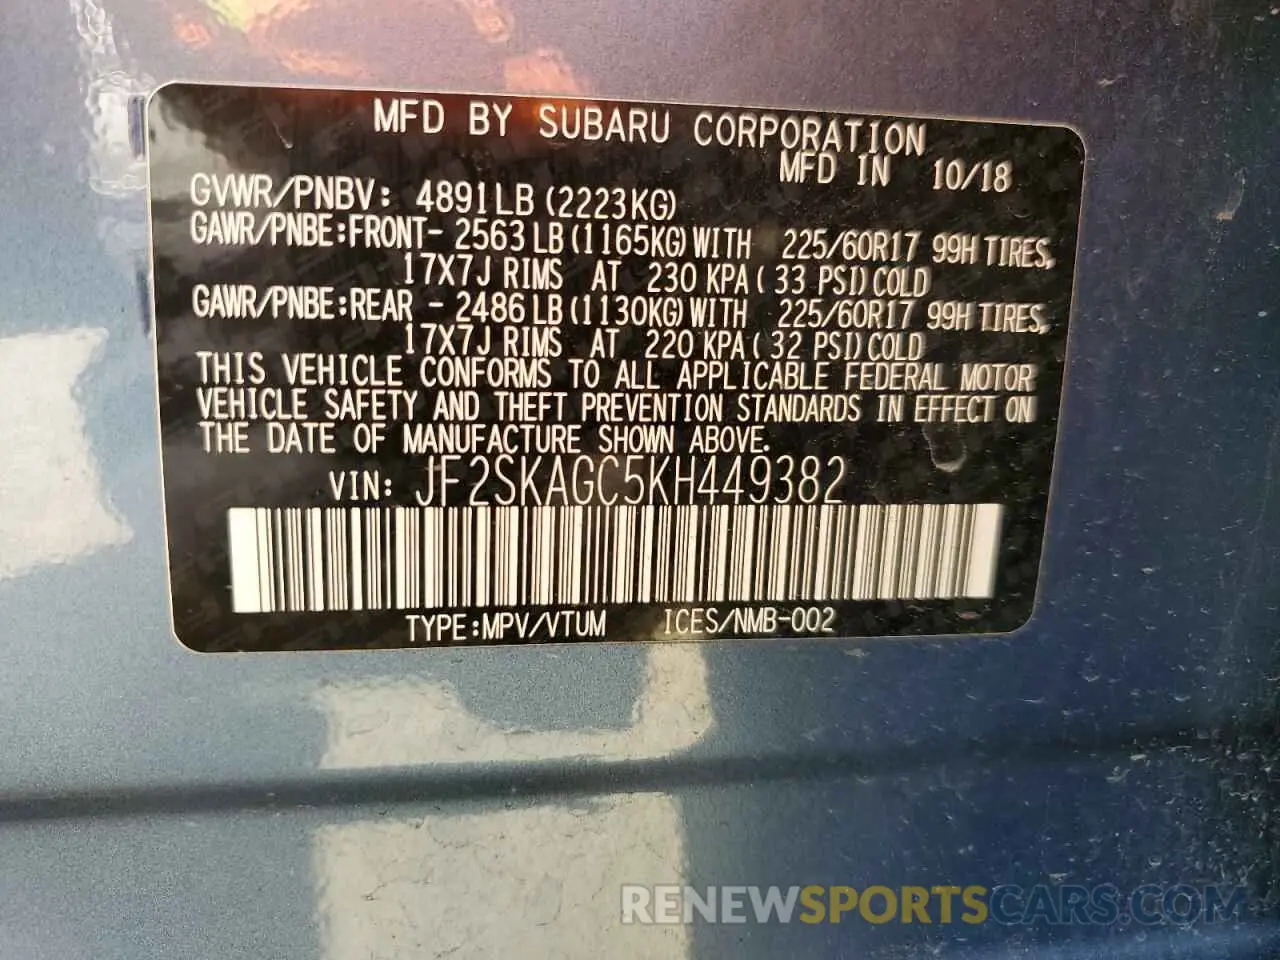 MFD BY SUBARU CORPORATION
MFD IN 10/18
GVWR/PNBV: 4891LB (2223KG)
GAWR/PNBE:FRONT- 2563 LB (1165KG) WITH 225/60R17 99H TIRES,
17X7J RIMS AT 230 KPA ( 33 PSI) COLD
GAWR/PNBE:REAR - 2486 LB (1130KG) WITH 225/60R17 99H TIRES,
17X7J RIMS AT 220 KPA ( 32 PSI) COLD
THIS VEHICLE CONFORMS TO ALL APPLICABLE FEDERAL MOTOR
VEHICLE SAFETY AND THEFT PREVENTION STANDARDS IN EFFECT ON
THE DATE OF MANUFACTURE SHOWN ABOVE.
VIN: JF2SKAGC5KH449382
TYPE:MPV/VTUM ICES/NMB-002
RENEWSPORTSCARS.COM